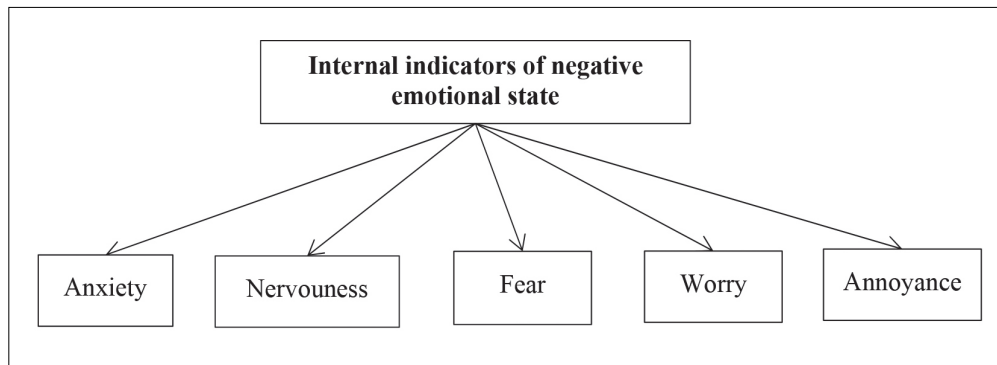 Internal indicators of negative
emotional state
Anxiety
Nervouness
Fear
Worry
Annoyance